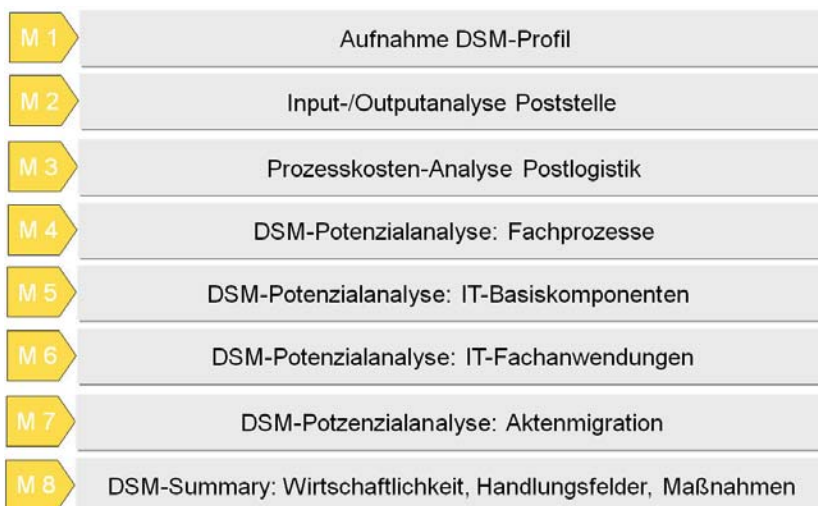 M 1 Aufnahme DSM-Profil
M 2 Input-/Outputanalyse Poststelle
M 3 Prozesskosten-Analyse Postlogistik
M 4 DSM-Potenzialanalyse: Fachprozesse
M 5 DSM-Potenzialanalyse: IT-Basiskomponenten
M 6 DSM-Potenzialanalyse: IT-Fachanwendungen
M 7 DSM-Potzenzialanalyse: Aktenmigration
M 8 DSM-Summary: Wirtschaftlichkeit, Handlungsfelder, Maßnahmen